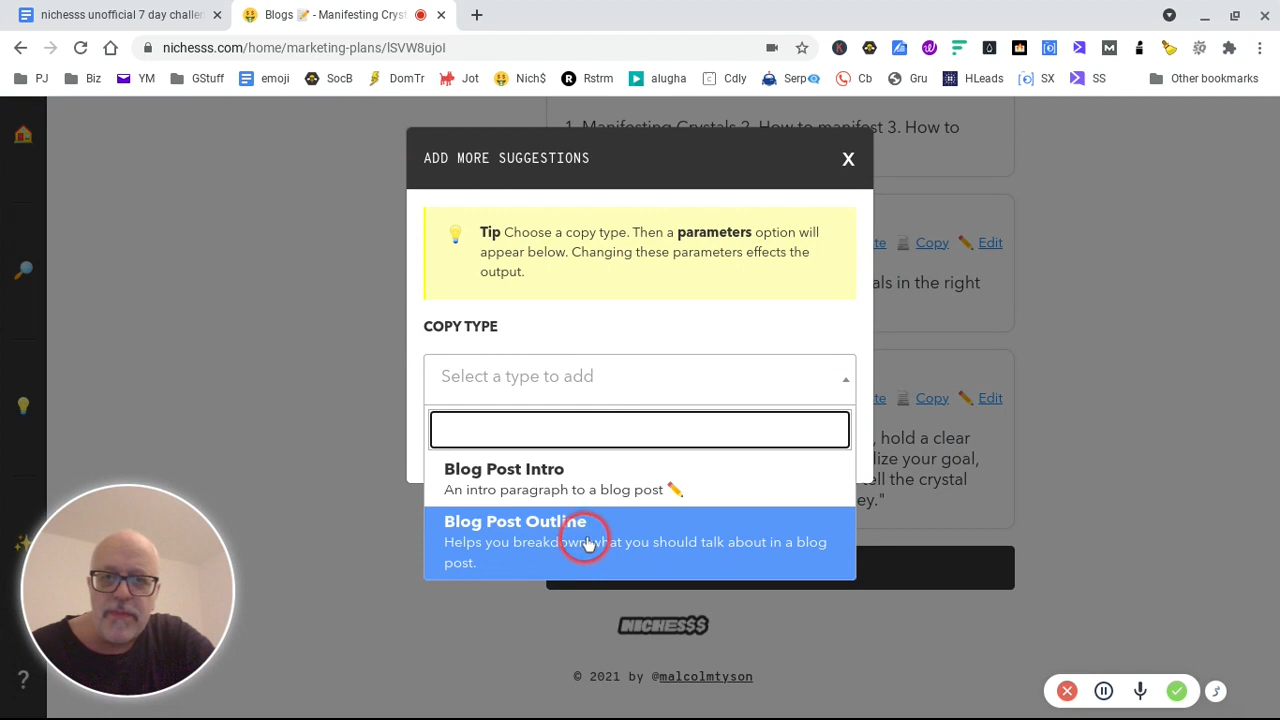 nichesss unofficial 7 day challer
Blogs 📝 - Manifesting Cryst
nichesss.com/home/marketing-plans/lSVW8ujoI
PJ
Biz
YM
GStuff
emoji
SocB
DomTr
Jot
Nich$
Rstrm
alugha
Cdly
Serp
Cb
Gru
HLeads
SX
SS
Other bookmarks
1. Manifesting Crystals 2. How to manifest 3. How to
ADD MORE SUGGESTIONS
X
Tip Choose a copy type. Then a parameters option will
appear below. Changing these parameters effects the
output.
te Copy Edit
als in the right
COPY TYPE
Select a type to add
te Copy Edit
, hold a clear
lize your goal,
tell the crystal
ey."
Blog Post Intro
An intro paragraph to a blog post ✏️
Blog Post Outline
Helps you breakdown what you should talk about in a blog
post.
NICHES$$
© 2021 by @malcolmtyson